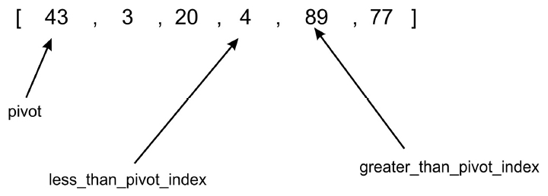 [ 43 , 3 , 20 , 4 , 89 , 77 ]
pivot
less_than_pivot_index
greater_than_pivot_index